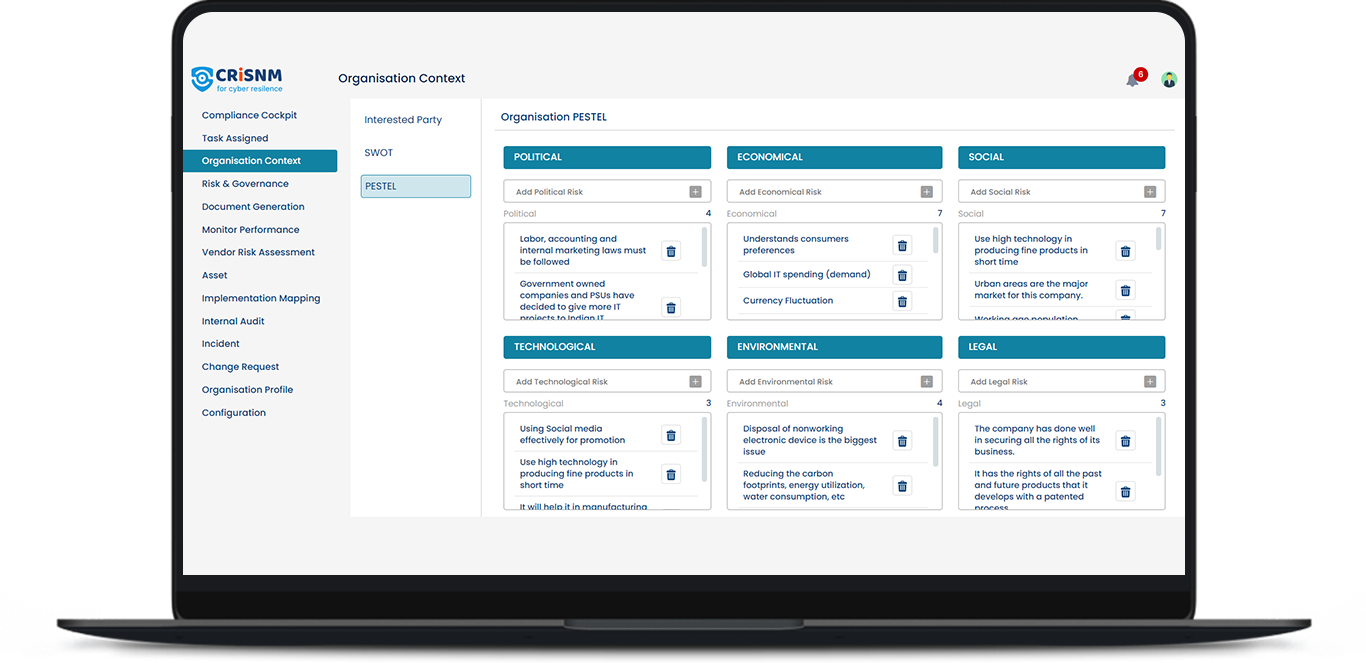 CRiSNM
for cyber resilence
Organisation Context
6
Compliance Cockpit
Task Assigned
Organisation Context
Risk & Governance
Document Generation
Monitor Performance
Vendor Risk Assessment
Asset
Implementation Mapping
Internal Audit
Incident
Change Request
Organisation Profile
Configuration
Interested Party
SWOT
PESTEL
Organisation PESTEL
POLITICAL
Add Political Risk
Political 4
Labor, accounting and
internal marketing laws must
be followed
Government owned
companies and PSUs have
decided to give more IT
projects to Indian IT
ECONOMICAL
Add Economical Risk
Economical 7
Understands consumers
preferences
Global IT spending (demand)
Currency Fluctuation
SOCIAL
Add Social Risk
Social 7
Use high technology in
producing fine products in
short time
Urban areas are the major
market for this company.
Working age population
TECHNOLOGICAL
Add Technological Risk
Technological 3
Using Social media
effectively for promotion
Use high technology in
producing fine products in
short time
It will help it in manufacturing
ENVIRONMENTAL
Add Environmental Risk
Environmental 4
Disposal of nonworking
electronic device is the biggest
issue
Reducing the carbon
footprints, energy utilization,
water consumption, etc
LEGAL
Add Legal Risk
Legal 3
The company has done well
in securing all the rights of its
business.
It has the rights of all the past
and future products that it
develops with a patented
process